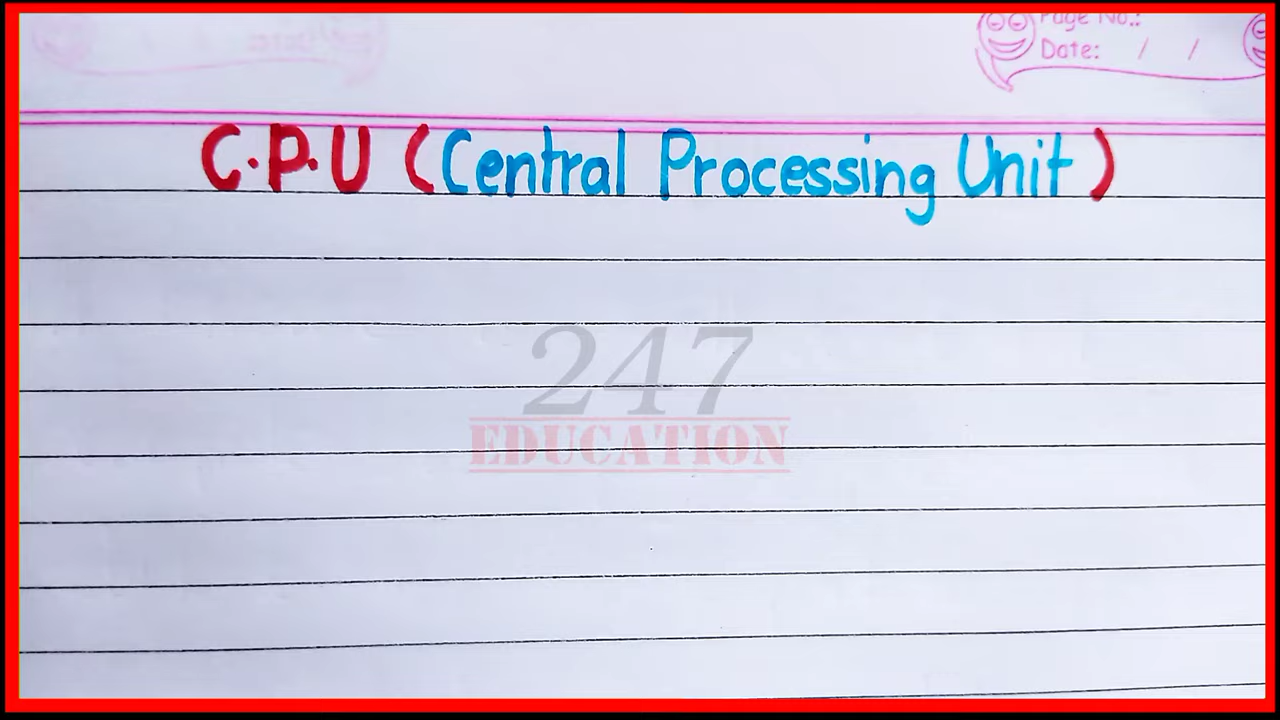 Page No.:
Date: / /
C.P.U (Central Processing Unit)
247
EDUCATION